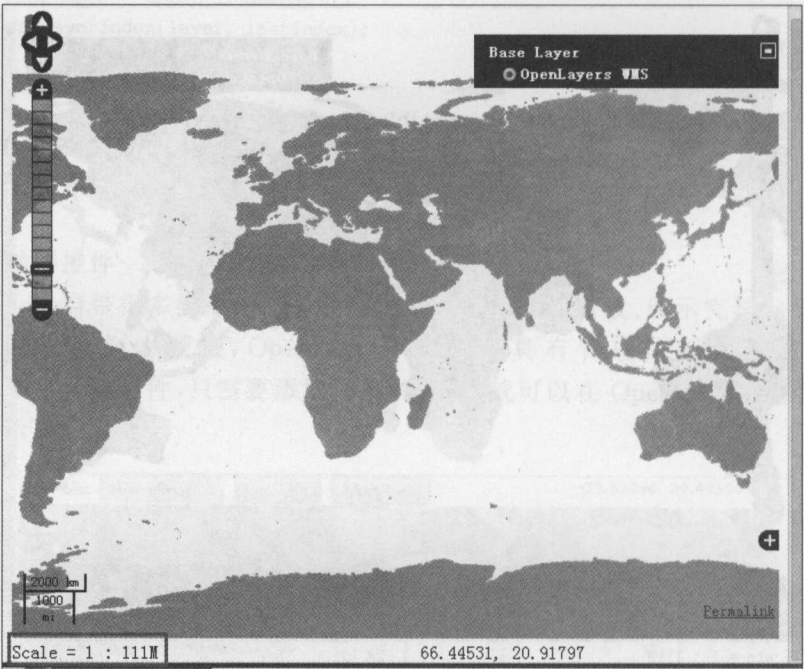 Base Layer
OpenLayers WMS
2000 km
1000
mi
Permalink
Scale = 1 : 111M
66.44531, 20.91797